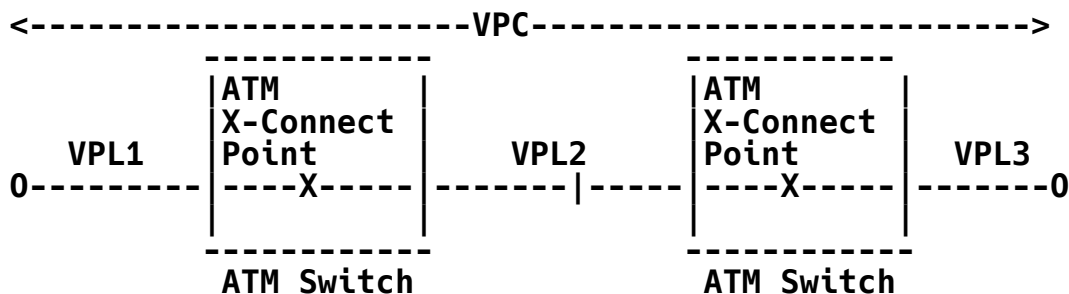 <-----------------------VPC-------------------------->
------------ -----------
|ATM | |ATM |
|X-Connect | |X-Connect |
VPL1 |Point | VPL2 |Point | VPL3
O---------|----X-----|-------|-----|----X-----|-------O
| | | |
------------ ------------
ATM Switch ATM Switch